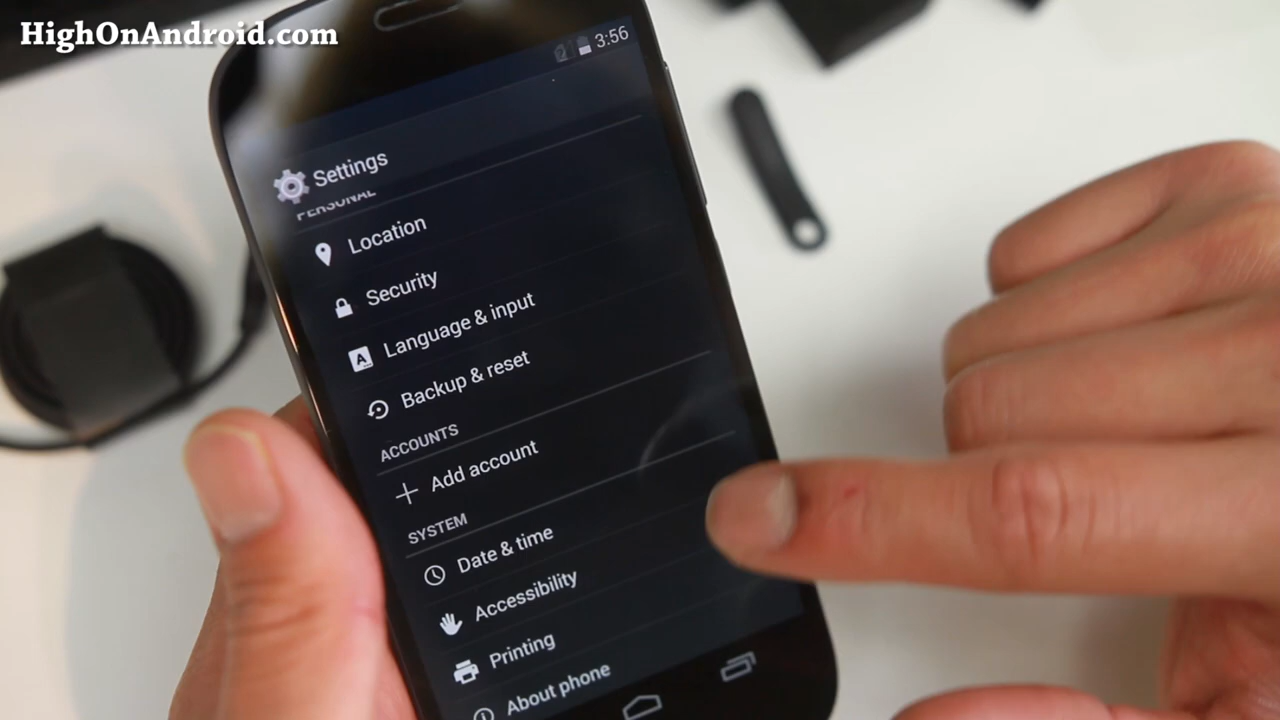 HighOnAndroid.com
3:56
Settings
PERSONAL
Location
Security
Language & input
Backup & reset
ACCOUNTS
Add account
SYSTEM
Date & time
Accessibility
Printing
About phone